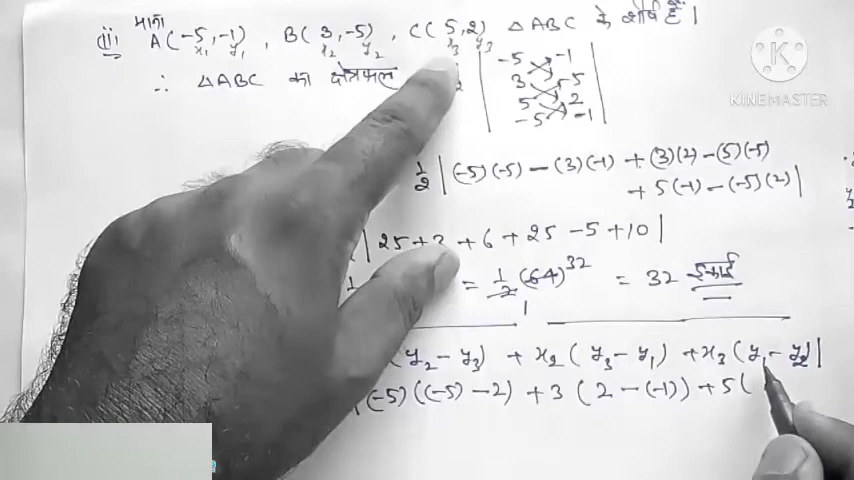 (ii) माना A(-5,-1), B(3,-5), C(5,2) △ABC के शीर्ष हैं।
x₁ y₁ x₂ y₂ x₃ y₃
∴ △ABC का क्षेत्रफल
| -5 -1
3 -5
5 2
-5 -1 |
1/2 |(-5)(-5) - (3)(-1) + (3)(2) - (5)(-5)
+ 5(-1) - (-5)(2)|
| 25+3 +6 +25 -5 +10|
= 1/2 (64) 32 = 32 इकाई
(y₂ - y₃) + x₂(y₃ - y₁) + x₃(y₁ - y₂|
(-5)((-5) -2) + 3(2 -(-1)) + 5(
KINEMASTER